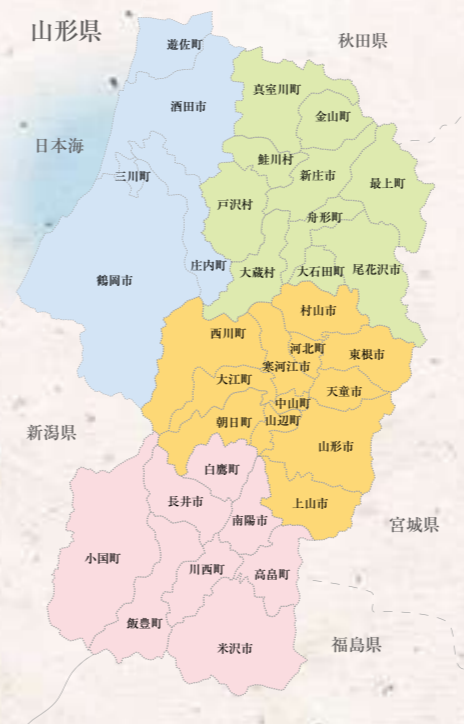 山形県
秋田県
遊佐町
真室川町
酒田市
金山町
日本海
鮭川村
三川町
新庄市
最上町
戸沢村
舟形町
庄内町
大蔵村
大石田町
尾花沢市
鶴岡市
村山市
西川町
河北町
東根市
寒河江市
大江町
天童市
中山町
朝日町
山辺町
新潟県
山形市
白鷹町
長井市
上山市
南陽市
宮城県
小国町
川西町
高畠町
飯豊町
米沢市
福島県